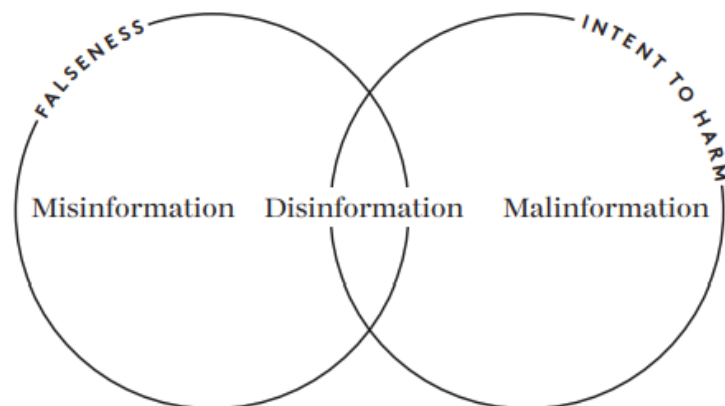 FALSENESS
INTENT TO HARM
Misinformation
Disinformation
Malinformation